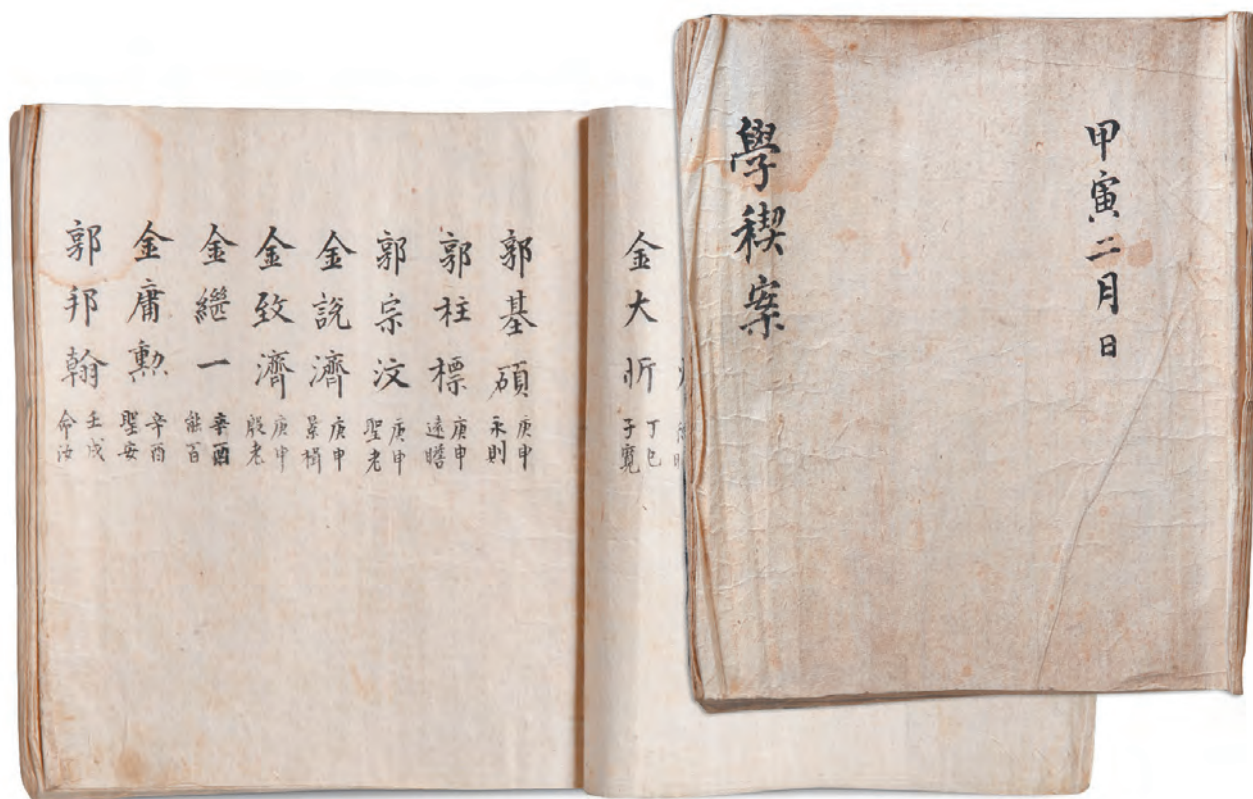 甲寅二月 日
學稧案
金大昕
丁巳
子寬
郭基碩
庚申
永則
郭柱標
庚申
遠瞻
郭宗汶
庚申
聖老
金說濟
庚申
景楫
金致濟
庚申
殷老
金繼一
辛酉
能百
金庸勳
辛酉
聖安
郭邦翰
壬戌
命汝